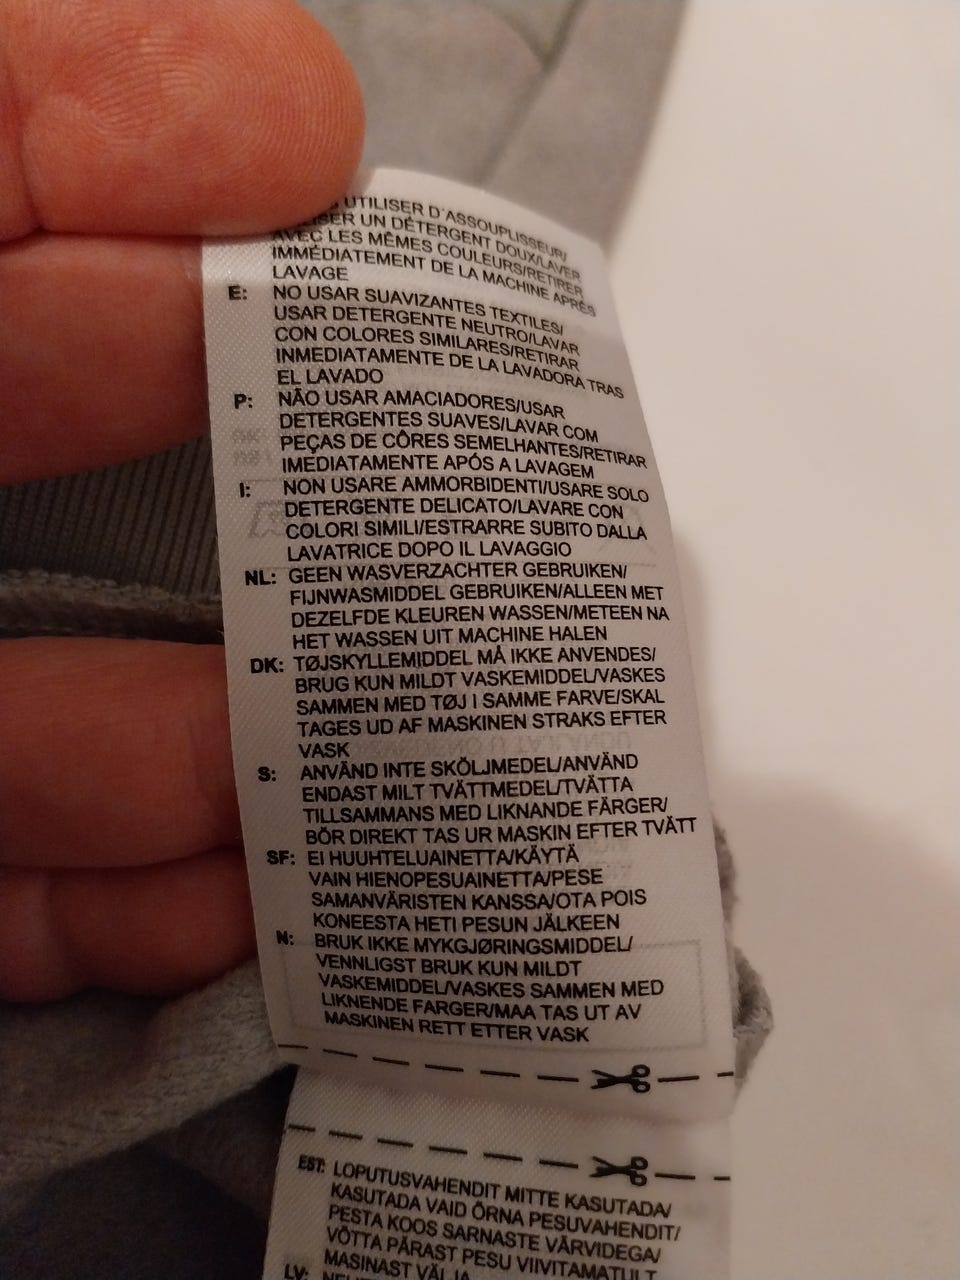 UTILISER D'ASSOUPLISSEUR/
UN DÉTERGENT DOUX/LAVER
AVEC LES MÊMES COULEURS/RETIRER
IMMÉDIATEMENT DE LA MACHINE APRÉS
LAVAGE
E: NO USAR SUAVIZANTES TEXTILES/
USAR DETERGENTE NEUTRO/LAVAR
CON COLORES SIMILARES/RETIRAR
INMEDIATAMENTE DE LA LAVADORA TRAS
EL LAVADO
P: NÃO USAR AMACIADORES/USAR
DETERGENTES SUAVES/LAVAR COM
PEÇAS DE CÔRES SEMELHANTES/RETIRAR
IMEDIATAMENTE APÓS A LAVAGEM
I: NON USARE AMMORBIDENTI/USARE SOLO
DETERGENTE DELICATO/LAVARE CON
COLORI SIMILI/ESTRARRE SUBITO DALLA
LAVATRICE DOPO IL LAVAGGIO
NL: GEEN WASVERZACHTER GEBRUIKEN/
FIJNWASMIDDEL GEBRUIKEN/ALLEEN MET
DEZELFDE KLEUREN WASSEN/METEEN NA
HET WASSEN UIT MACHINE HALEN
DK: TØJSKYLLEMIDDEL MÅ IKKE ANVENDES/
BRUG KUN MILDT VASKEMIDDEL/VASKES
SAMMEN MED TØJ I SAMME FARVE/SKAL
TAGES UD AF MASKINEN STRAKS EFTER
VASK
S: ANVÄND INTE SKÖLJMEDEL/ANVÄND
ENDAST MILT TVÄTTMEDEL/TVÄTTA
TILLSAMMANS MED LIKNANDE FÄRGER/
BÖR DIREKT TAS UR MASKIN EFTER TVÄTT
SF: EI HUUHTELUAINETTA/KÄYTÄ
VAIN HIENOPESUAINETTA/PESE
SAMANVÄRISTEN KANSSA/OTA POIS
KONEESTA HETI PESUN JÄLKEEN
N: BRUK IKKE MYKGJØRINGSMIDDEL/
VENNLIGST BRUK KUN MILDT
VASKEMIDDEL/VASKES SAMMEN MED
LIKNENDE FARGER/MAA TAS UT AV
MASKINEN RETT ETTER VASK
EST: LOPUTUSVAHENDIT MITTE KASUTADA/
KASUTADA VAID ÕRNA PESUVAHENDIT/
PESTA KOOS SARNASTE VÄRVIDEGA/
VÕTTA PÄRAST PESU VIIVITAMATULT
MASINAST VÄLJA
LV: